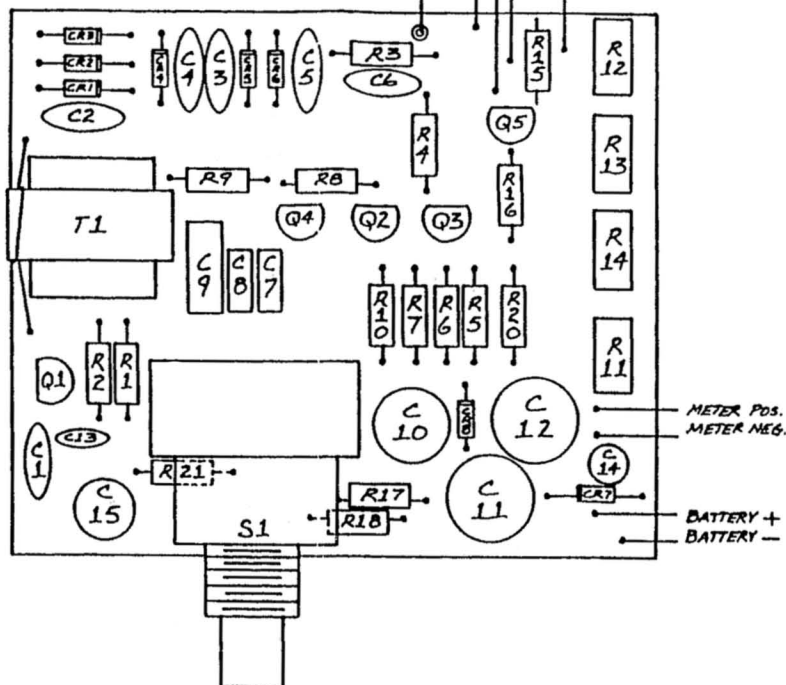 CR3
CR2
CR1
C2
CR4
C4
C3
CR5
CR6
C5
R3
C6
R15
R12
R4
Q5
R13
R9
R8
R16
T1
Q4
Q2
Q3
C9
C8
C7
R14
R10
R7
R6
R5
R20
R11
Q1
R2
R1
C10
C12
METER POS.
METER NEG.
C1
C13
C14
R21
C15
R17
R18
S1
C11
CR7
BATTERY +
BATTERY —